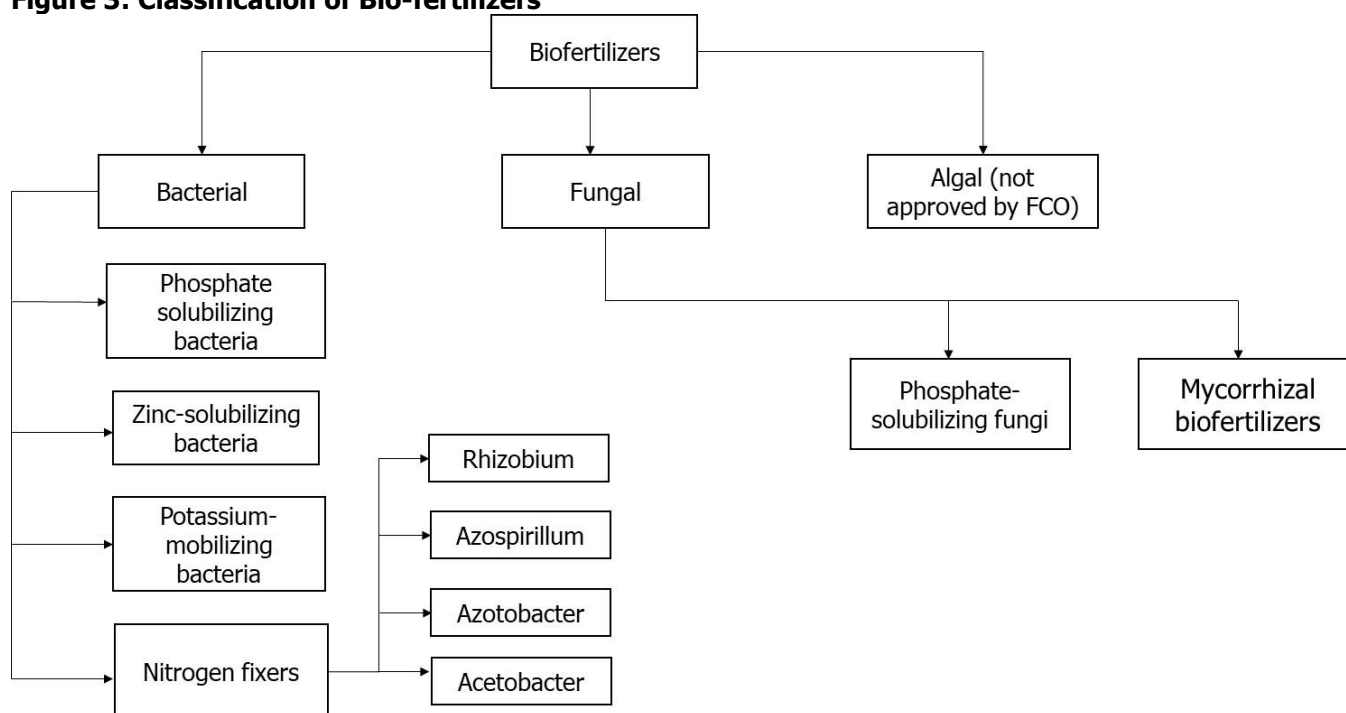 Figure 3: Classification of Bio-fertilizers
Biofertilizers
Bacterial
Fungal
Algal (not
approved by FCO)
Phosphate
solubilizing
bacteria
Zinc-solubilizing
bacteria
Potassium-
mobilizing
bacteria
Nitrogen fixers
Rhizobium
Azospirillum
Azotobacter
Acetobacter
Phosphate-
solubilizing fungi
Mycorrhizal
biofertilizers